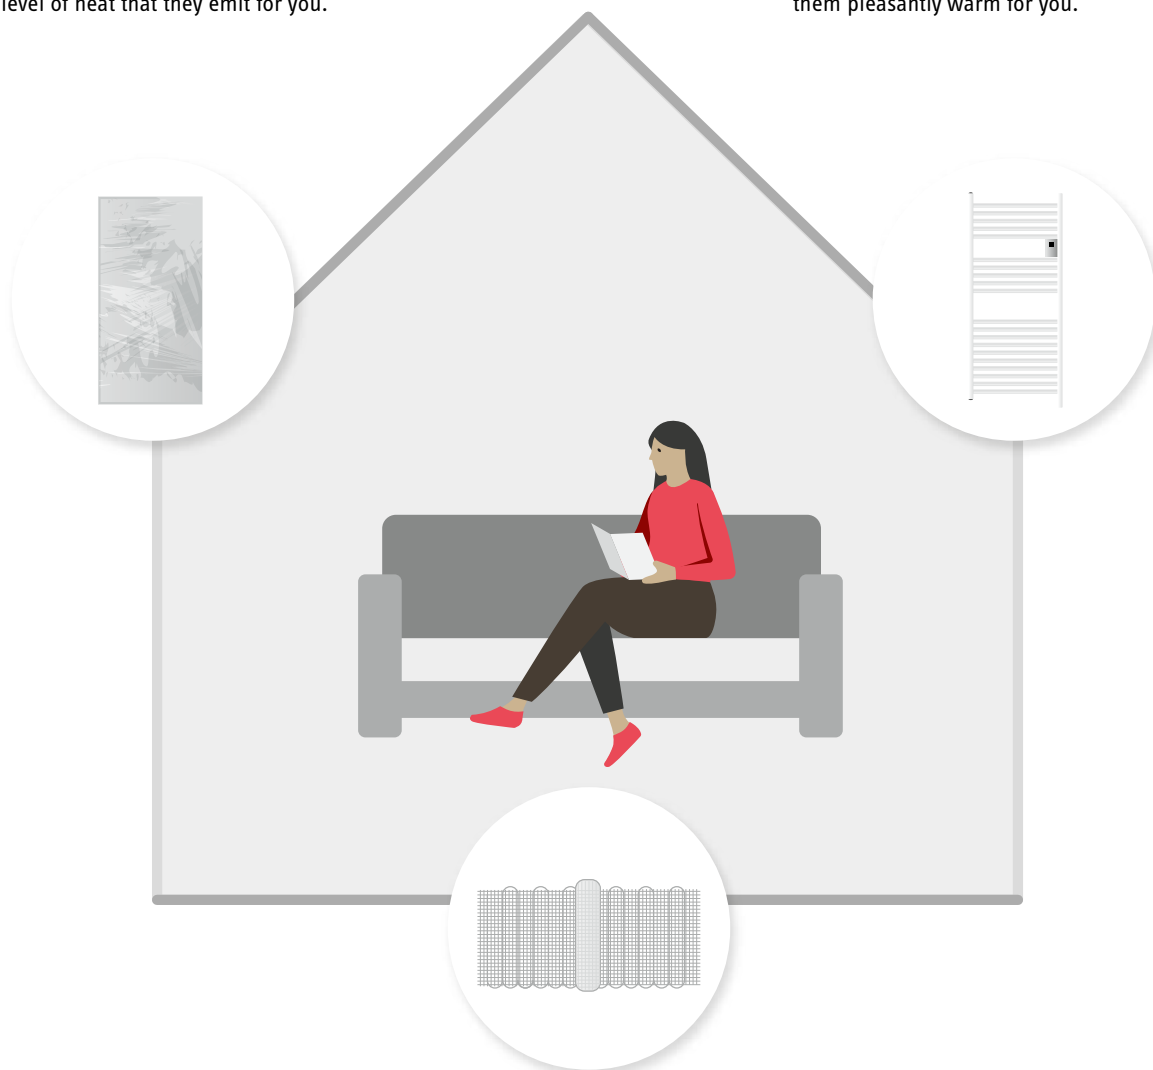 level of heat that they emit for you.
them pleasantly warm for you.